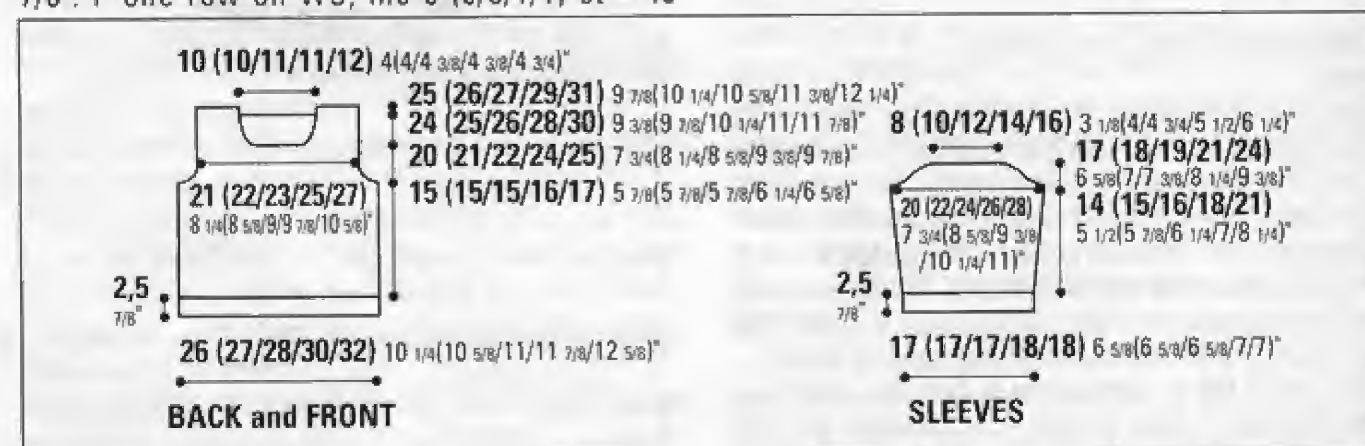 10 (10/11/11/12) 4(4/4 3/8/4 3/8/4 3/4)"
25 (26/27/29/31) 9 7/8(10 1/4/10 5/8/11 3/8/12 1/4)"
24 (25/26/28/30) 9 3/8(9 7/8/10 1/4/11/11 7/8)"
20 (21/22/24/25) 7 3/4(8 1/4/8 5/8/9 3/8/9 7/8)"
15 (15/15/16/17) 5 7/8(5 7/8/5 7/8/6 1/4/6 5/8)"
21 (22/23/25/27)
8 1/4(8 5/8/9/9 7/8/10 5/8)"
2,5
7/8"
26 (27/28/30/32) 10 1/4(10 5/8/11/11 7/8/12 5/8)"
BACK and FRONT
8 (10/12/14/16) 3 1/8(4/4 3/4/5 1/2/6 1/4)"
17 (18/19/21/24)
6 5/8(7/7 3/8/8 1/4/9 3/8)"
14 (15/16/18/21)
5 1/2(5 7/8/6 1/4/7/8 1/4)"
20 (22/24/26/28)
7 3/4(8 5/8/9 3/8
/10 1/4/11)"
2,5
7/8"
17 (17/17/18/18) 6 5/8(6 5/8/6 5/8/7/7)"
SLEEVES